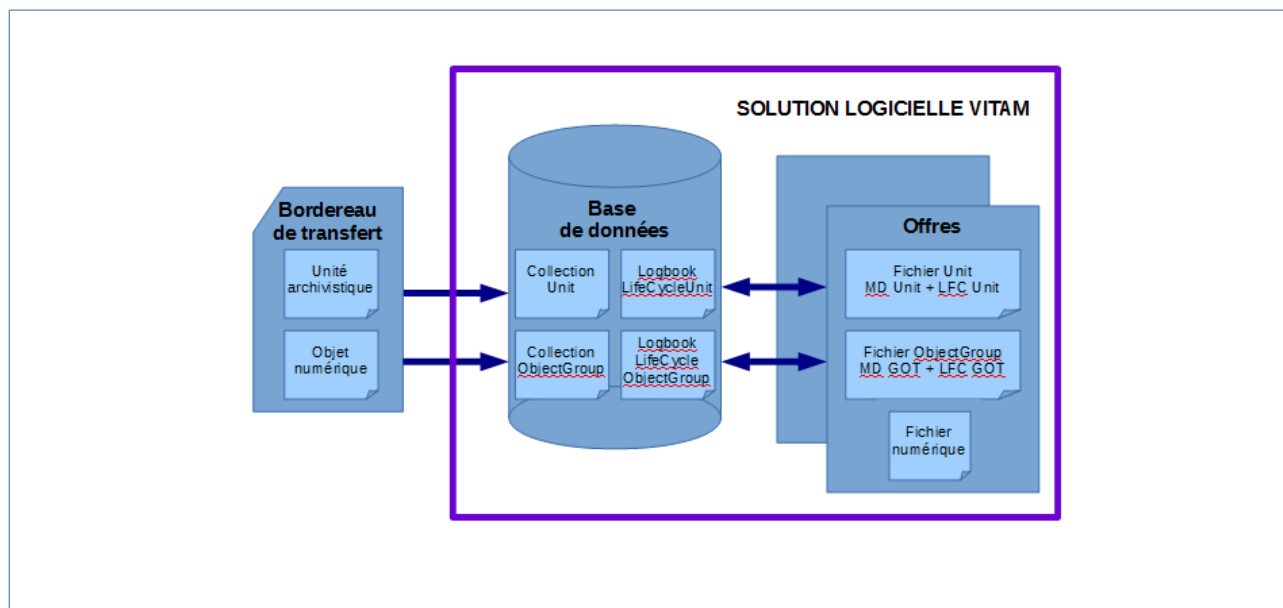 SOLUTION LOGICIELLE VITAM
Bordereau
de transfert
Unité
archivistique
Objet
numérique
Base
de données
Collection
Unit
Logbook
LifeCycleUnit
Collection
ObjectGroup
Logbook
LifeCycle
ObjectGroup
Offres
Fichier Unit
MD Unit + LFC Unit
Fichier ObjectGroup
MD GOT + LFC GOT
Fichier
numérique